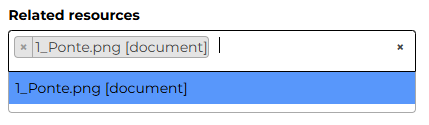 Related resources
× 1_Ponte.png [document] ×
1_Ponte.png [document]